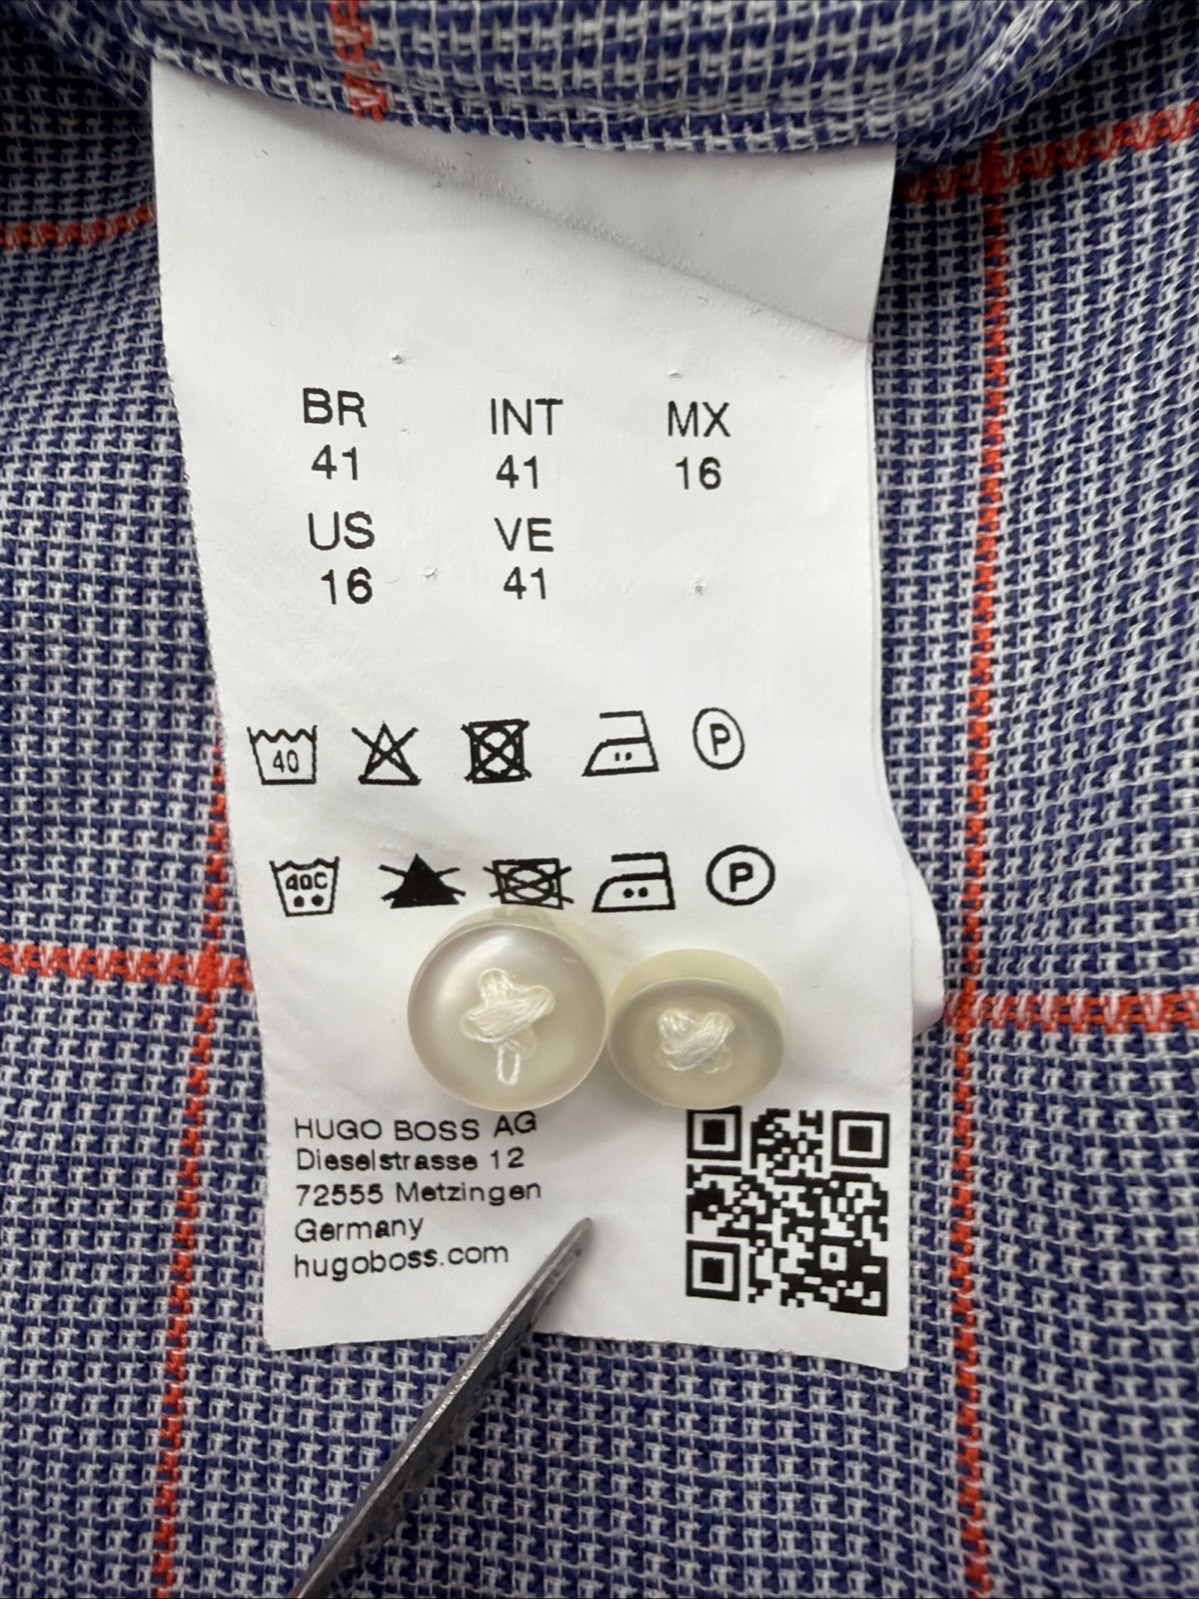 BR INT MX
41 41 16
US VE
16 41
40 P
40C P
HUGO BOSS AG
Dieselstrasse 12
72555 Metzingen
Germany
hugoboss.com